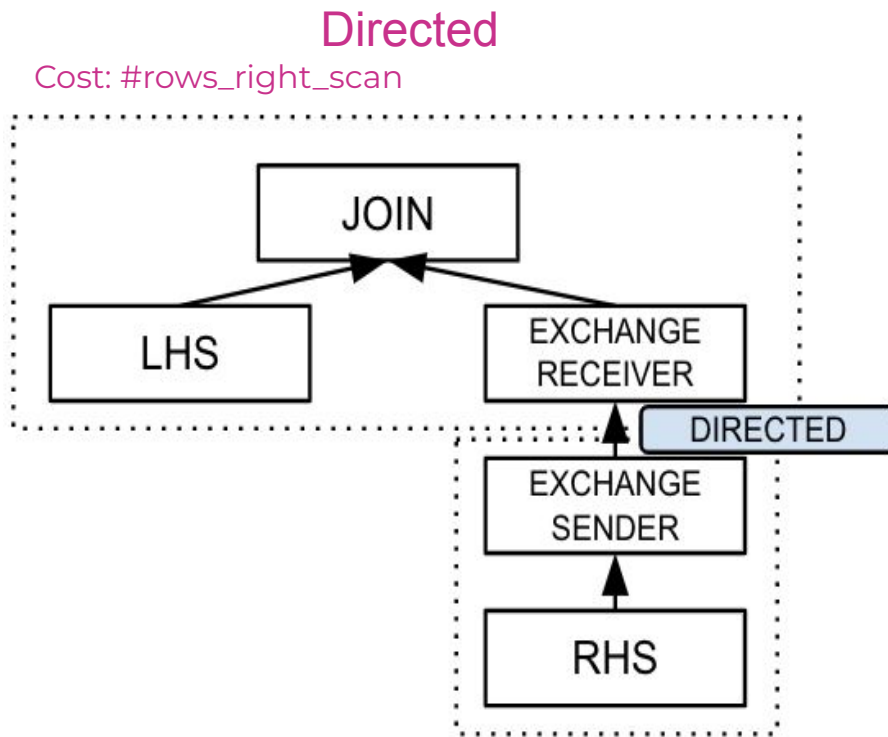 Directed
Cost: #rows_right_scan
JOIN
LHS
EXCHANGE
RECEIVER
DIRECTED
EXCHANGE
SENDER
RHS